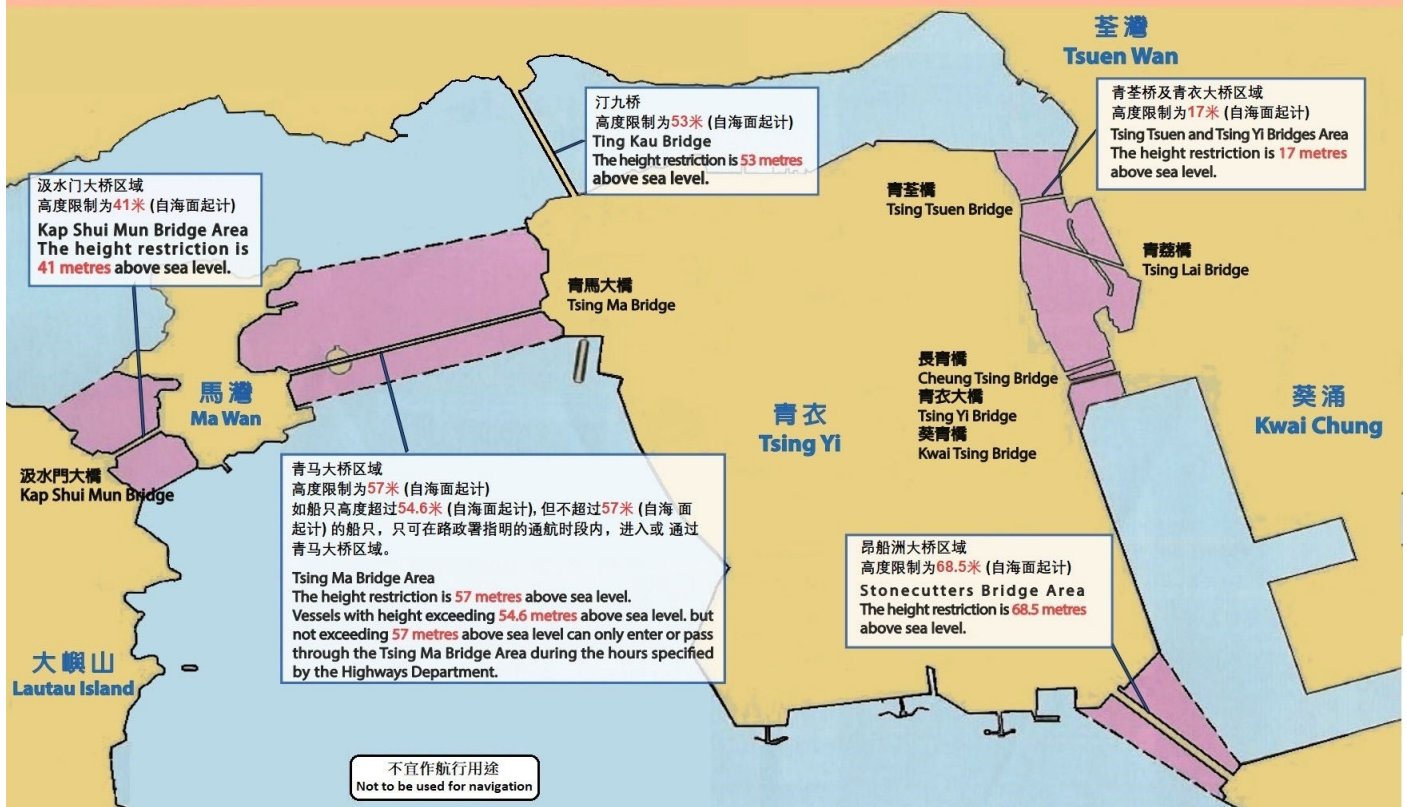 荃灣
Tsuen Wan
汀九桥
高度限制为53米 (自海面起计)
Ting Kau Bridge
The height restriction is 53 metres
above sea level.
青荃桥及青衣大桥区域
高度限制为17米 (自海面起计)
Tsing Tsuen and Tsing Yi Bridges Area
The height restriction is 17 metres
above sea level.
汲水门大桥区域
高度限制为41米 (自海面起计)
Kap Shui Mun Bridge Area
The height restriction is
41 metres above sea level.
青荃橋
Tsing Tsuen Bridge
青荔橋
Tsing Lai Bridge
青馬大橋
Tsing Ma Bridge
馬灣
Ma Wan
長青橋
Cheung Tsing Bridge
青衣大橋
Tsing Yi Bridge
葵青橋
Kwai Tsing Bridge
青衣
Tsing Yi
葵涌
Kwai Chung
汲水門大橋
Kap Shui Mun Bridge
青马大桥区域
高度限制为57米 (自海面起计)
如船只高度超过54.6米 (自海面起计), 但不超过57米 (自海 面
起计) 的船只，只可在路政署指明的通航时段内，进入或 通过
青马大桥区域。
Tsing Ma Bridge Area
The height restriction is 57 metres above sea level.
Vessels with height exceeding 54.6 metres above sea level. but
not exceeding 57 metres above sea level can only enter or pass
through the Tsing Ma Bridge Area during the hours specified
by the Highways Department.
昂船洲大桥区域
高度限制为68.5米 (自海面起计)
Stonecutters Bridge Area
The height restriction is 68.5 metres
above sea level.
大嶼山
Lautau Island
不宜作航行用途
Not to be used for navigation